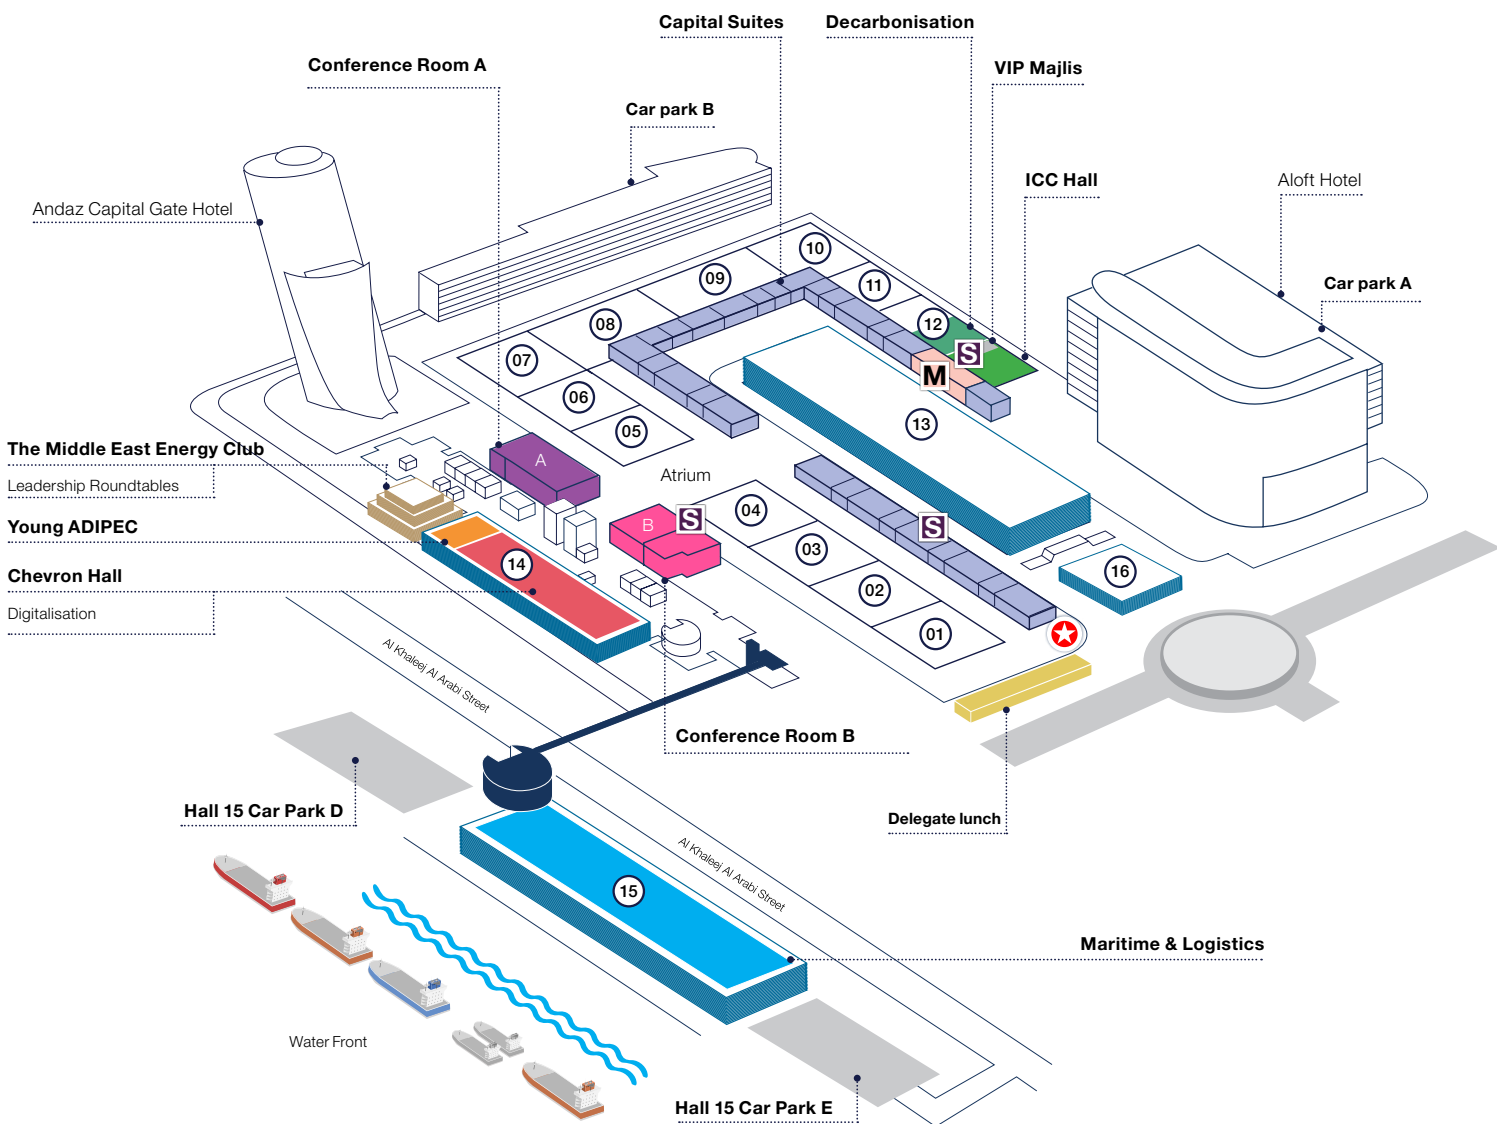 Capital Suites
Decarbonisation
Conference Room A
VIP Majlis
Car park B
ICC Hall
Aloft Hotel
Andaz Capital Gate Hotel
Car park A
10
09
11
08
12
S
07
M
06
05
13
The Middle East Energy Club
A
Atrium
Leadership Roundtables
04
S
B
S
Young ADIPEC
03
14
16
Chevron Hall
02
Digitalisation
01
Al Khaleej Al Arabi Street
Conference Room B
Hall 15 Car Park D
Delegate lunch
Al Khaleej Al Arabi Street
15
Maritime & Logistics
Water Front
Hall 15 Car Park E